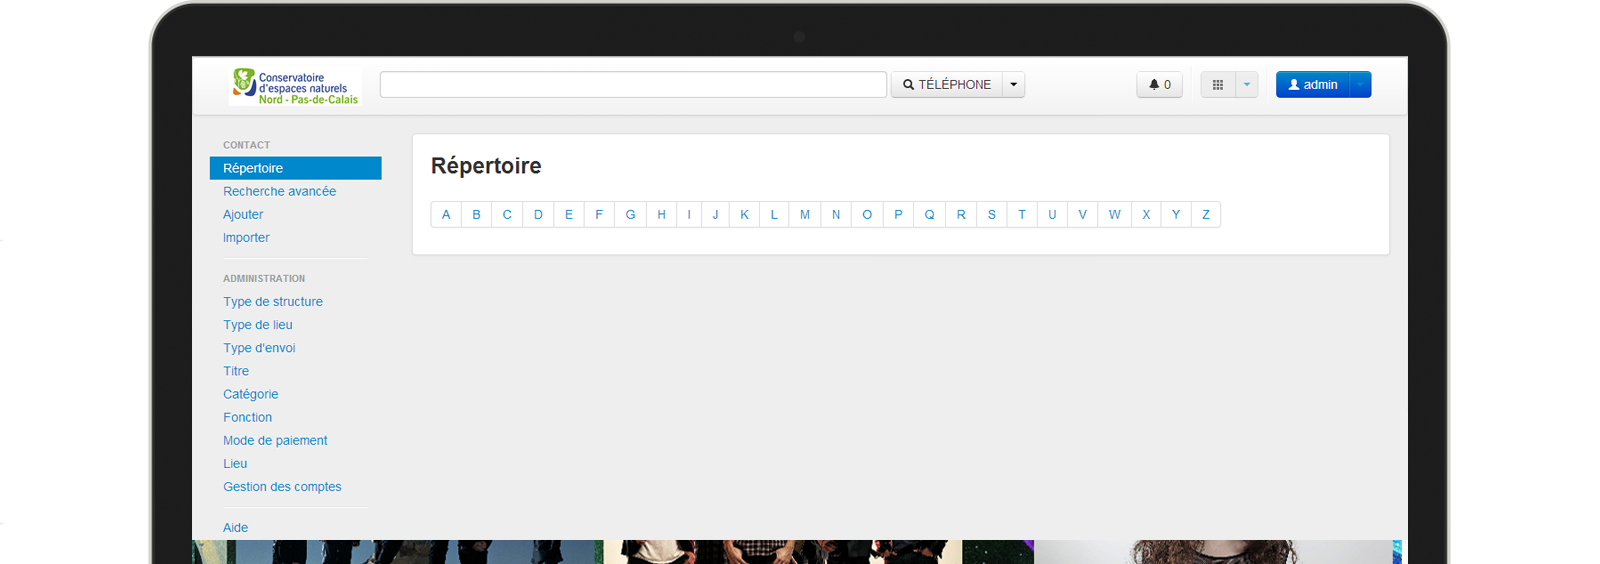 Conservatoire
d'espaces naturels
Nord - Pas-de-Calais
TÉLÉPHONE
0
admin
CONTACT
Répertoire
Recherche avancée
Ajouter
Importer
ADMINISTRATION
Type de structure
Type de lieu
Type d'envoi
Titre
Catégorie
Fonction
Mode de paiement
Lieu
Gestion des comptes
Aide
Répertoire
A B C D E F G H I J K L M N O P Q R S T U V W X Y Z